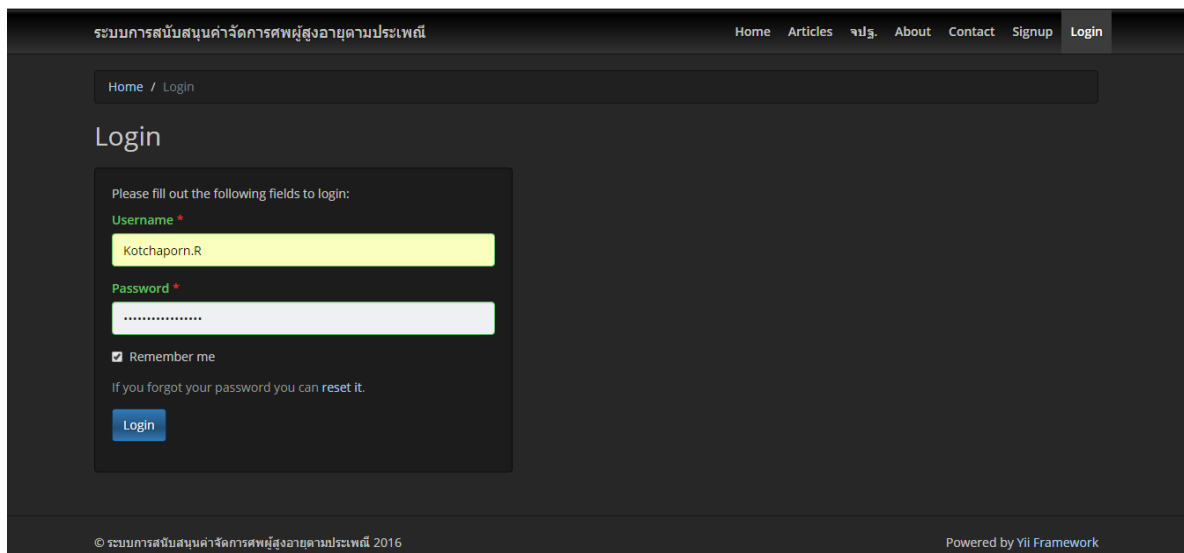 ระบบการสนับสนุนค่าจัดการศพผู้สูงอายุตามประเพณี
Home Articles จปฐ. About Contact Signup Login
Home / Login
Login
Please fill out the following fields to login:
Username *
Kotchaporn.R
Password *
•••••••••••••••••
Remember me
If you forgot your password you can reset it.
Login
© ระบบการสนับสนุนค่าจัดการศพผู้สูงอายุตามประเพณี 2016
Powered by Yii Framework